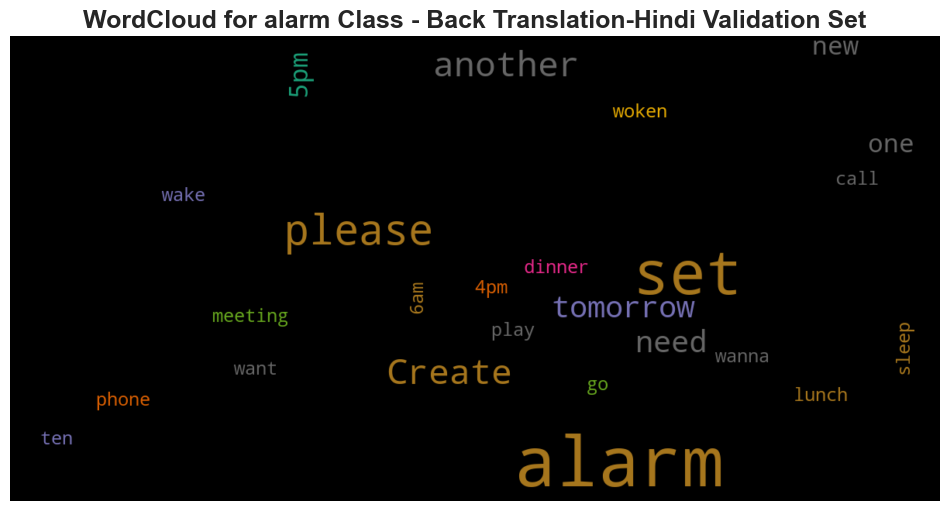 WordCloud for alarm Class - Back Translation-Hindi Validation Set
new
another
5pm
woken
one
call
wake
please
set
dinner
4pm
6am
tomorrow
meeting
play
need
sleep
wanna
want
Create
go
lunch
phone
ten
alarm